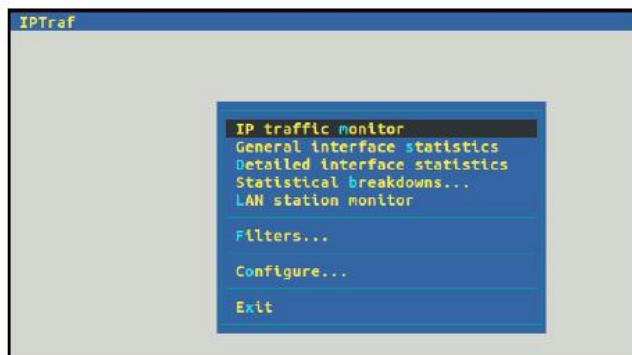 IPTraf
IP traffic monitor
General interface statistics
Detailed interface statistics
Statistical breakdowns...
LAN station monitor
Filters...
Configure...
Exit